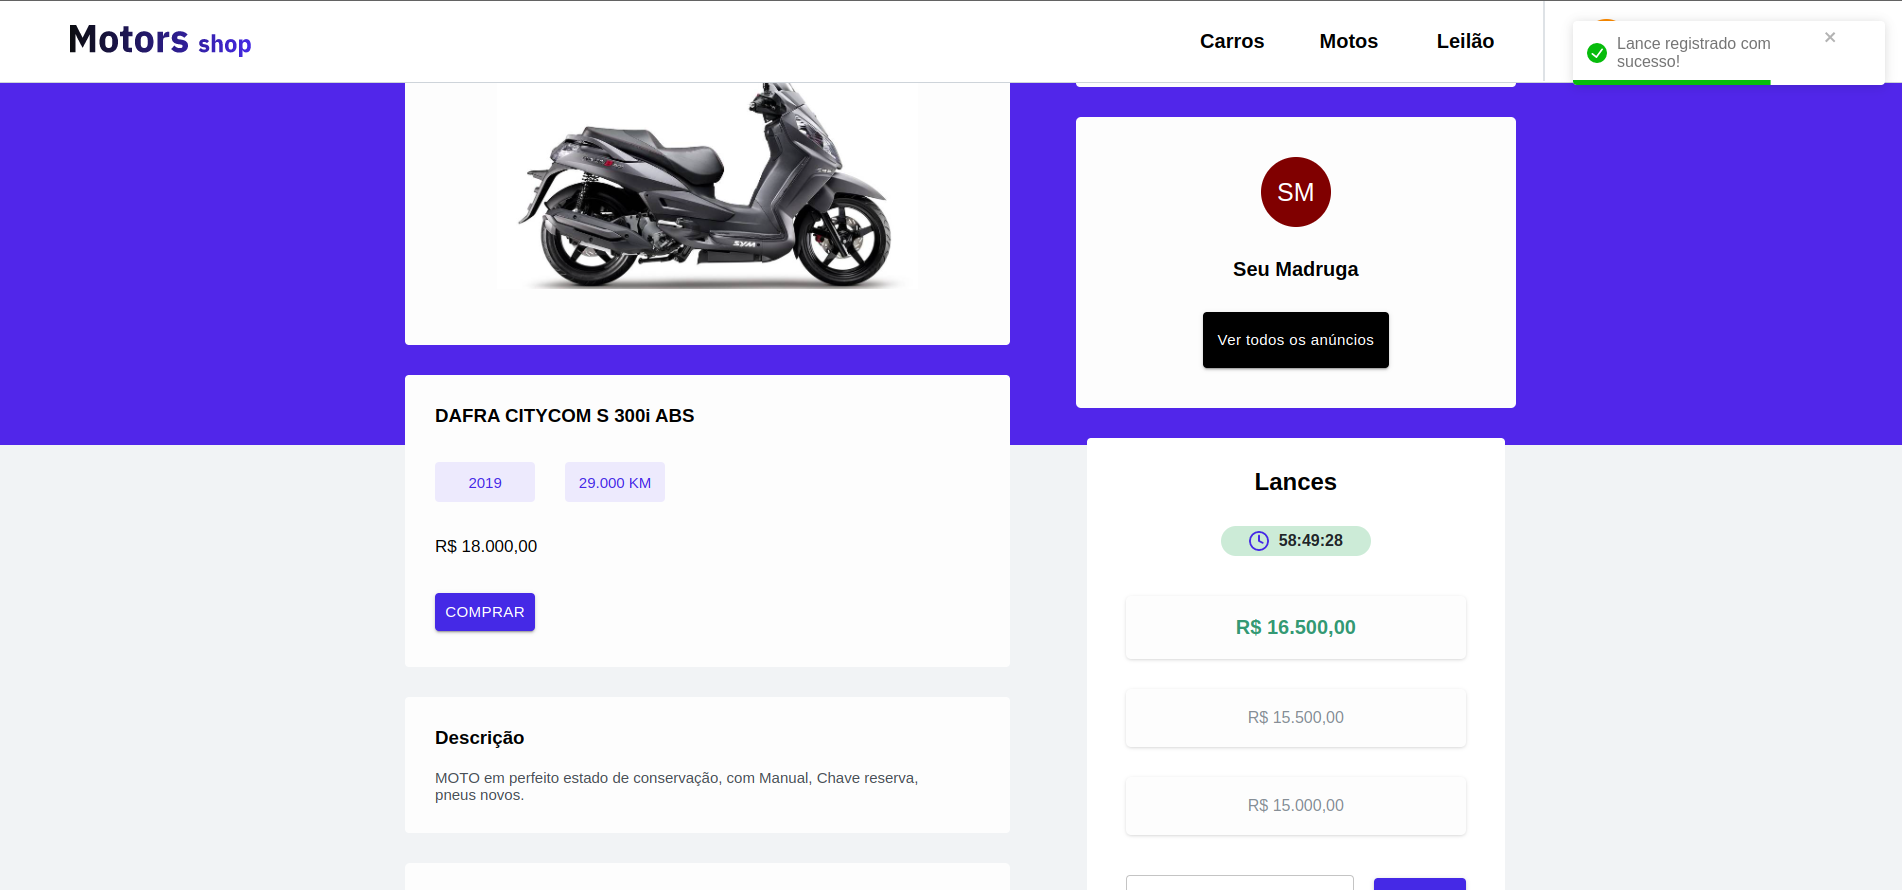 Motors shop
Carros
Motos
Leilão
Lance registrado com
sucesso!
SYM
SM
Seu Madruga
Ver todos os anúncios
DAFRA CITYCOM S 300i ABS
2019
29.000 KM
R$ 18.000,00
COMPRAR
Descrição
MOTO em perfeito estado de conservação, com Manual, Chave reserva,
pneus novos.
Lances
58:49:28
R$ 16.500,00
R$ 15.500,00
R$ 15.000,00